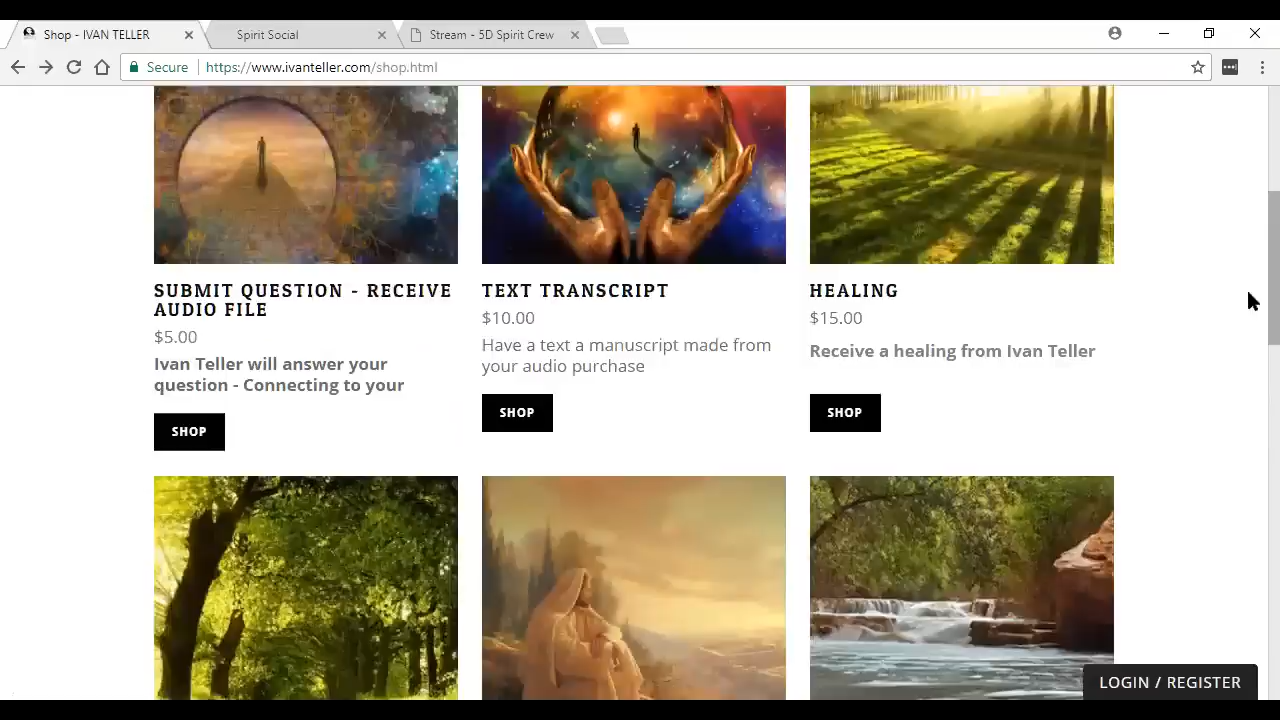 Shop - IVAN TELLER
Spirit Social
Stream - 5D Spirit Crew
Secure
https://www.ivanteller.com/shop.html
SUBMIT QUESTION - RECEIVE
AUDIO FILE
$5.00
Ivan Teller will answer your
question - Connecting to your
SHOP
TEXT TRANSCRIPT
$10.00
Have a text a manuscript made from
your audio purchase
SHOP
HEALING
$15.00
Receive a healing from Ivan Teller
SHOP
LOGIN / REGISTER